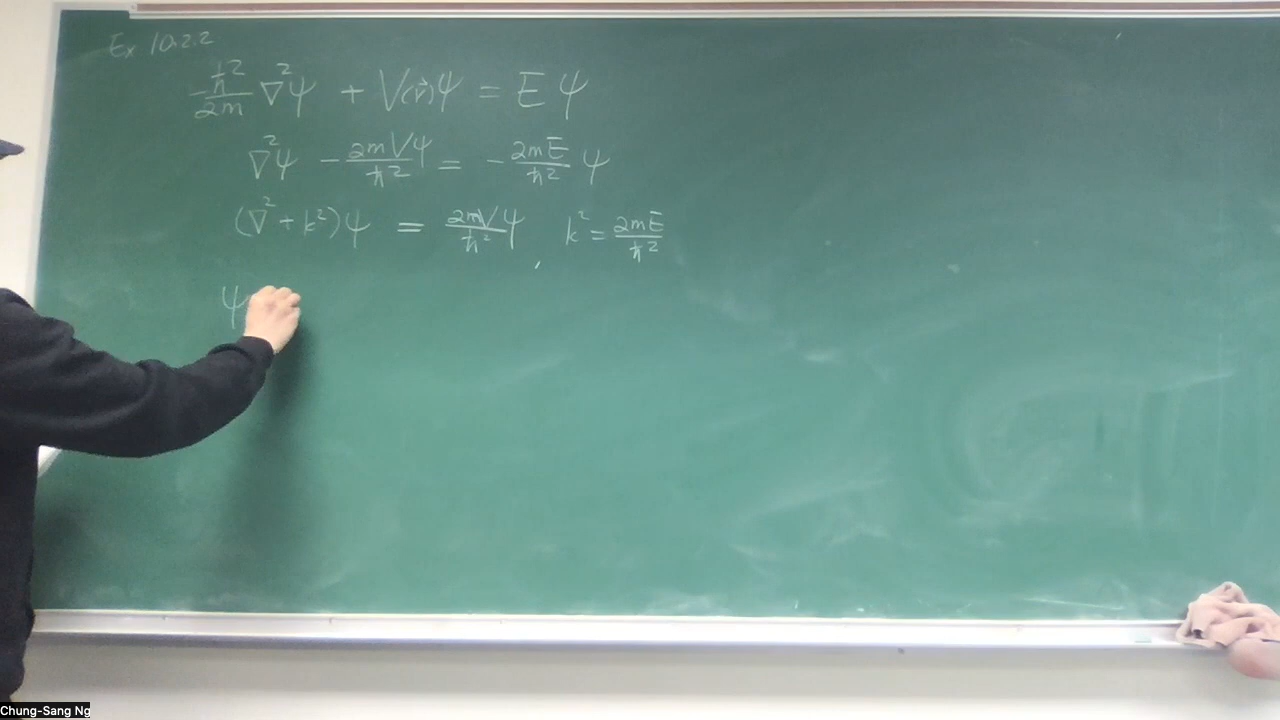 Ex 10.2.2
-ℏ²/2m ∇²ψ + V(r⃗)ψ = Eψ
∇²ψ - 2mVψ/ℏ² = - 2mE/ℏ² ψ
(∇² + k²)ψ = 2mVψ/ℏ² , k² = 2mE/ℏ²
ψ
Chung-Sang Ng